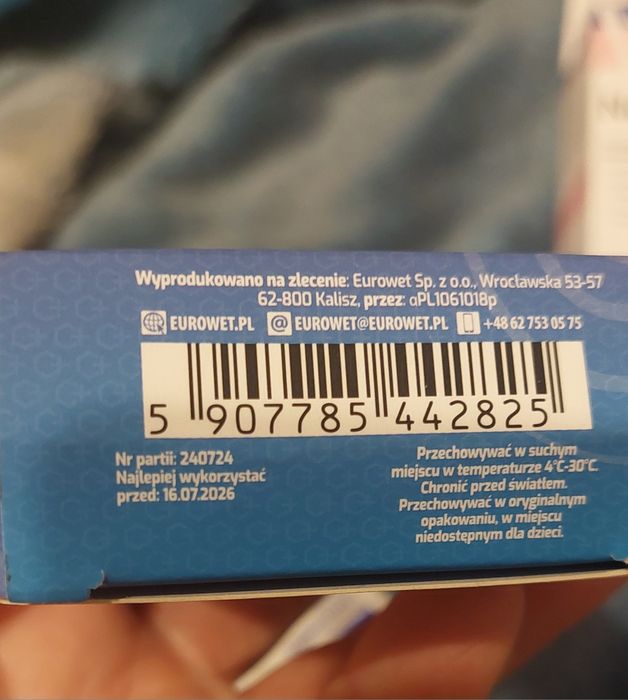 Wyprodukowano na zlecenie: Eurowet Sp. z o.o., Wrocławska 53-57
62-800 Kalisz, przez: αPL1061018p
EUROWET.PL @ EUROWET@EUROWET.PL +48 62 753 05 75
5 907785 442825
Nr partii: 240724
Najlepiej wykorzystać
przed: 16.07.2026
Przechowywać w suchym
miejscu w temperaturze 4°C-30°C.
Chronić przed światłem.
Przechowywać w oryginalnym
opakowaniu, w miejscu
niedostępnym dla dzieci.